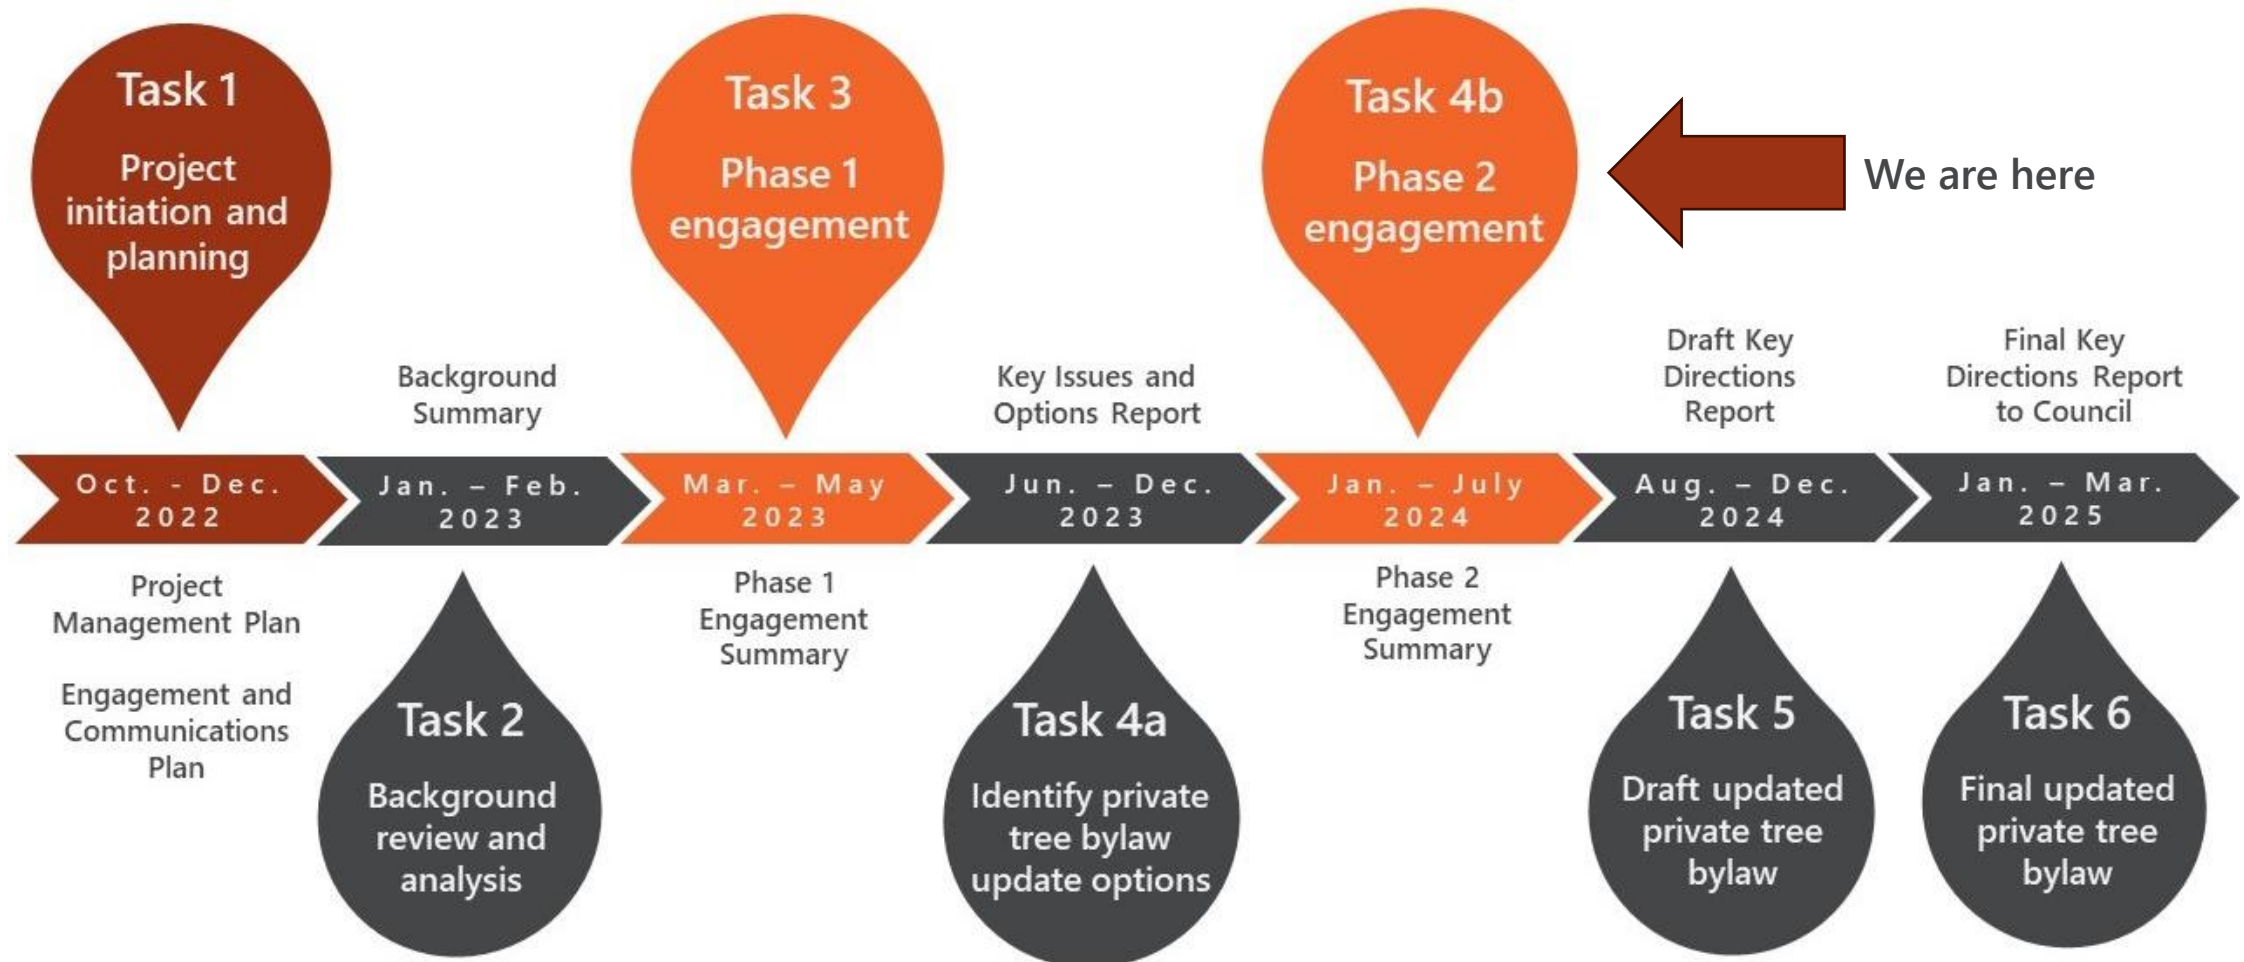 Task 1
Project
initiation and
planning
Task 3
Phase 1
engagement
Task 4b
Phase 2
engagement
We are here
Background
Summary
Key Issues and
Options Report
Draft Key
Directions
Report
Final Key
Directions Report
to Council
Oct. - Dec.
2022
Jan. – Feb.
2023
Mar. – May
2023
Jun. – Dec.
2023
Jan. – July
2024
Aug. – Dec.
2024
Jan. – Mar.
2025
Project
Management Plan
Engagement and
Communications
Plan
Task 2
Background
review and
analysis
Phase 1
Engagement
Summary
Task 4a
Identify private
tree bylaw
update options
Phase 2
Engagement
Summary
Task 5
Draft updated
private tree
bylaw
Task 6
Final updated
private tree
bylaw